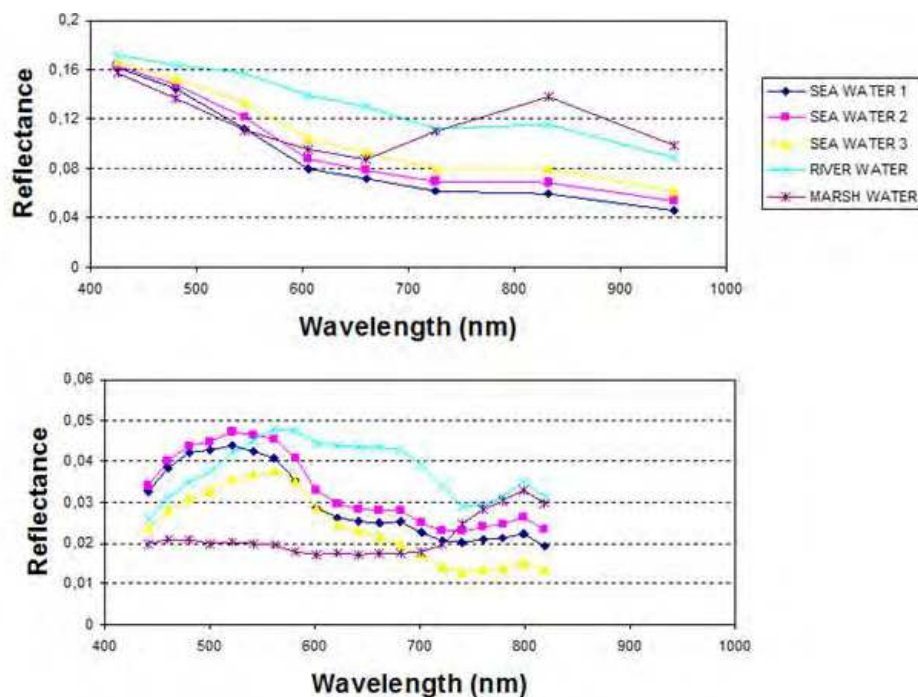 0,2
0,16
0,12
0,08
0,04
0
Reflectance
400 500 600 700 800 900 1000
Wavelength (nm)
SEA WATER 1
SEA WATER 2
SEA WATER 3
RIVER WATER
MARSH WATER
0,06
0,05
0,04
0,03
0,02
0,01
0
Reflectance
400 500 600 700 800 900 1000
Wavelength (nm)